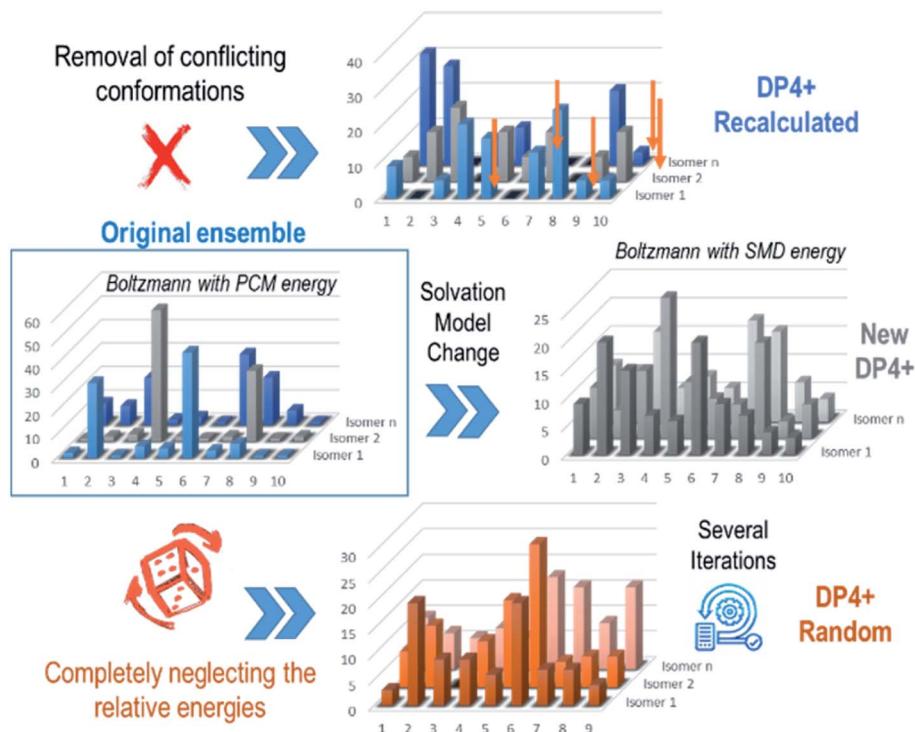 Removal of conflicting
conformations
40
30
20
10
0
1 2 3 4 5 6 7 8 9 10
Isomer n
Isomer 2
Isomer 1
DP4+
Recalculated
Original ensemble
Boltzmann with PCM energy
60
50
40
30
20
10
0
1 2 3 4 5 6 7 8 9 10
Isomer n
Isomer 2
Isomer 1
Solvation
Model
Change
Boltzmann with SMD energy
25
20
15
10
5
0
1 2 3 4 5 6 7 8 9 10
Isomer n
Isomer 1
New
DP4+
Completely neglecting the
relative energies
30
25
20
15
10
5
0
1 2 3 4 5 6 7 8 9
Isomer n
Isomer 2
Isomer 1
Several
Iterations
DP4+
Random